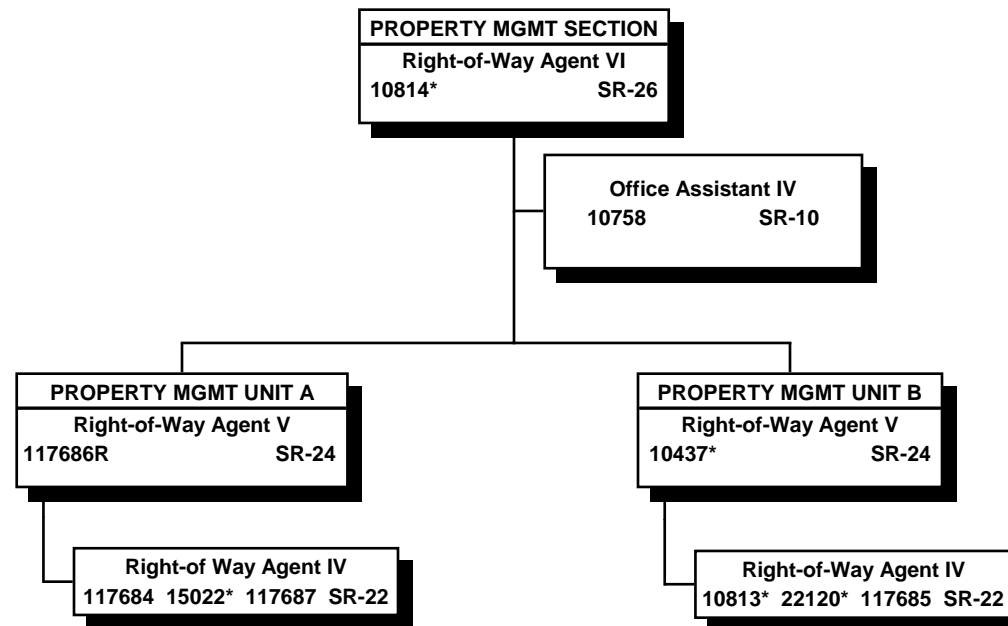 PROPERTY MGMT SECTION
Right-of-Way Agent VI
10814* SR-26
Office Assistant IV
10758 SR-10
PROPERTY MGMT UNIT A
Right-of-Way Agent V
117686R SR-24
Right-of Way Agent IV
117684 15022* 117687 SR-22
PROPERTY MGMT UNIT B
Right-of-Way Agent V
10437* SR-24
Right-of-Way Agent IV
10813* 22120* 117685 SR-22